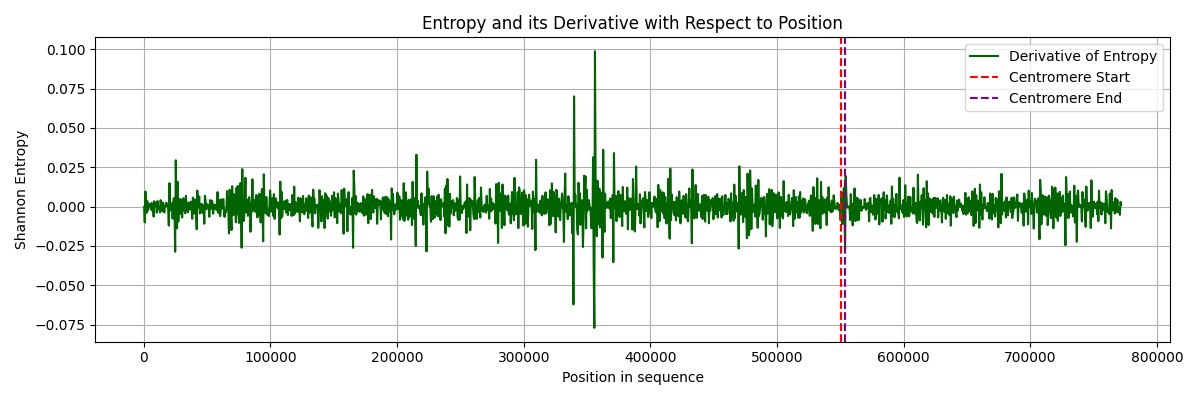 Entropy and its Derivative with Respect to Position
Shannon Entropy
0.100
0.075
0.050
0.025
0.000
−0.025
−0.050
−0.075
Derivative of Entropy
Centromere Start
Centromere End
0 100000 200000 300000 400000 500000 600000 700000 800000
Position in sequence